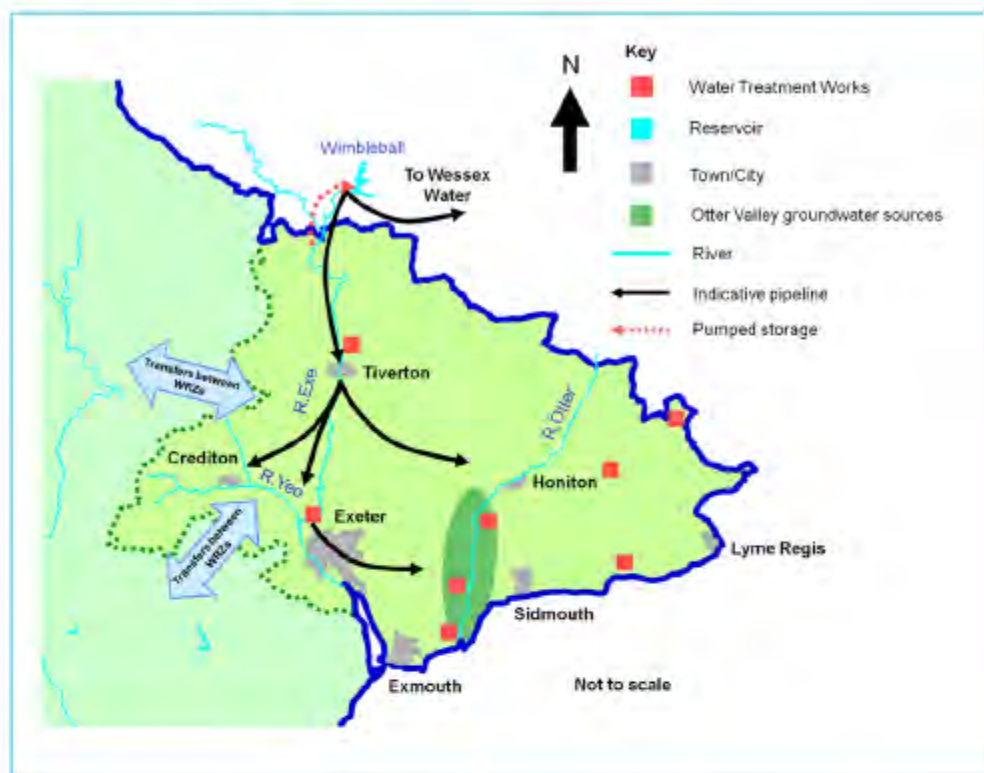 Key
N
Water Treatment Works
Reservoir
Town/City
Otter Valley groundwater sources
River
Indicative pipeline
Pumped storage
Wimbleball
To Wessex
Water
Transfers between
WRZs
Tiverton
R.Exe
R.Otter
Crediton
R.Yeo
Honiton
Exeter
Lyme Regis
Transfers between
WRZs
Sidmouth
Exmouth
Not to scale